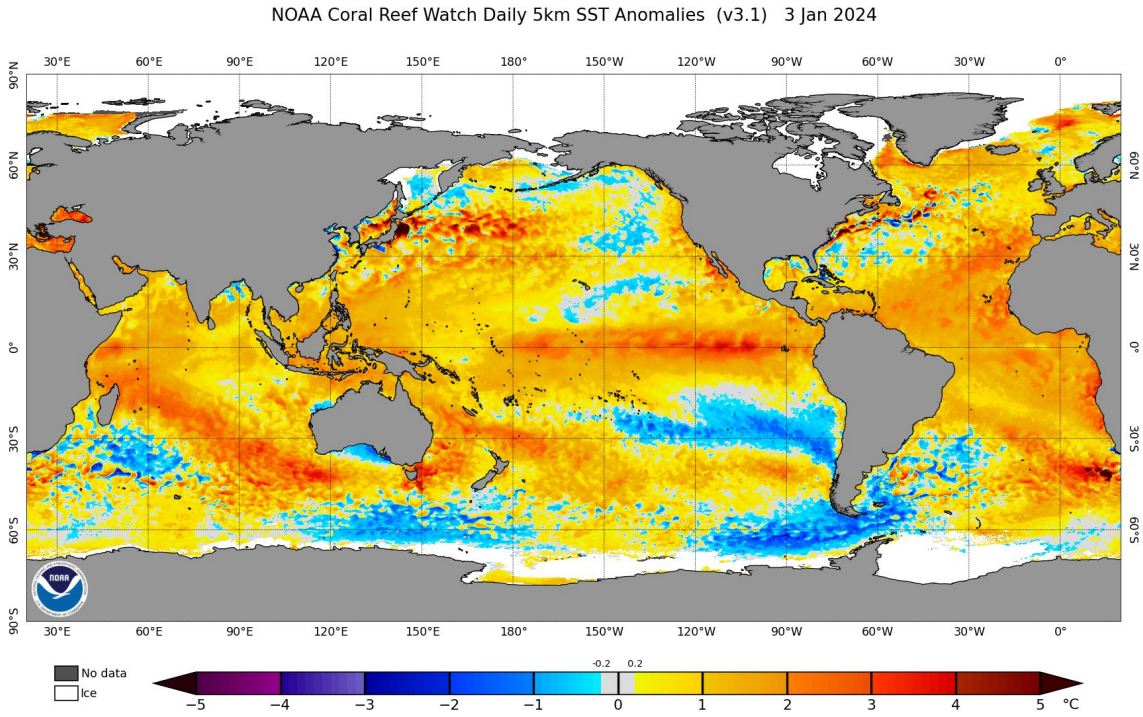 NOAA Coral Reef Watch Daily 5km SST Anomalies (v3.1) 3 Jan 2024
30°E 60°E 90°E 120°E 150°E 180° 150°W 120°W 90°W 60°W 30°W 0°
90°N 90°N
60°N 60°N
30°N 30°N
0° 0°
30°S 30°S
60°S 60°S
90°S 90°S
NOAA
30°E 60°E 90°E 120°E 150°E 180° 150°W 120°W 90°W 60°W 30°W 0°
No data
Ice
-0.2 0.2
−5 −4 −3 −2 −1 0 1 2 3 4 5 °C